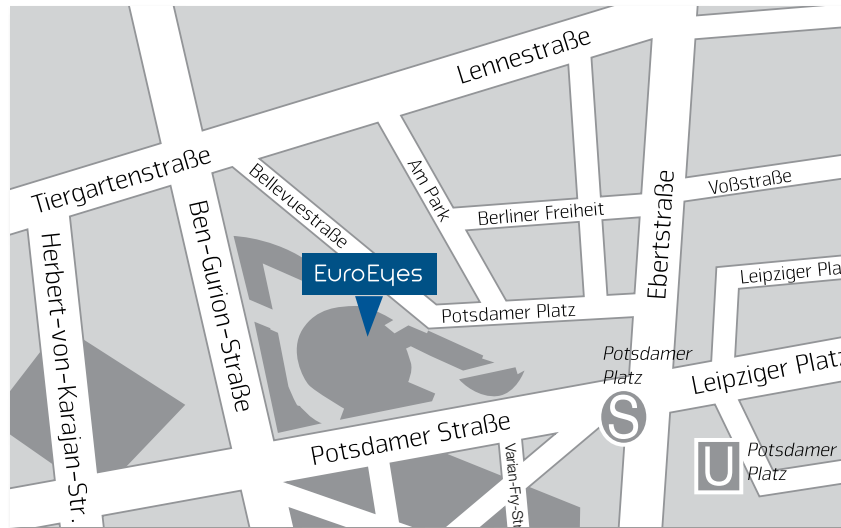 Lennestraße
Tiergartenstraße
Bellevuestraße
Am Park
Berliner Freiheit
Voßstraße
Ben-Gurion-Straße
Herbert-von-Karajan-Str.
Ebertstraße
EuroEyes
Leipziger Pla
Potsdamer Platz
Potsdamer
Platz
Leipziger Platz
S
Potsdamer Straße
Varian-Fry-Str
U
Potsdamer
Platz